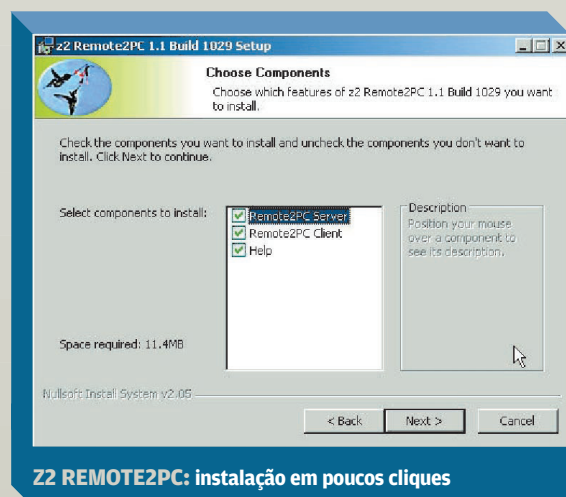 z2 Remote2PC 1.1 Build 1029 Setup
Choose Components
Choose which features of z2 Remote2PC 1.1 Build 1029 you want
to install.
Check the components you want to install and uncheck the components you don't want to
install. Click Next to continue.
Select components to install:
Remote2PC Server
Remote2PC Client
Help
Description
Position your mouse
over a component to
see its description.
Space required: 11.4MB
Nullsoft Install System v2.05
< Back
Next >
Cancel
Z2 REMOTE2PC: instalação em poucos cliques